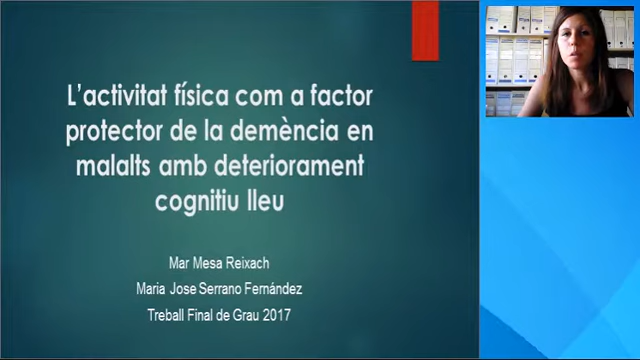 L'activitat física com a factor
protector de la demència en
malalts amb deteriorament
cognitiu lleu
Mar Mesa Reixach
Maria Jose Serrano Fernández
Treball Final de Grau 2017